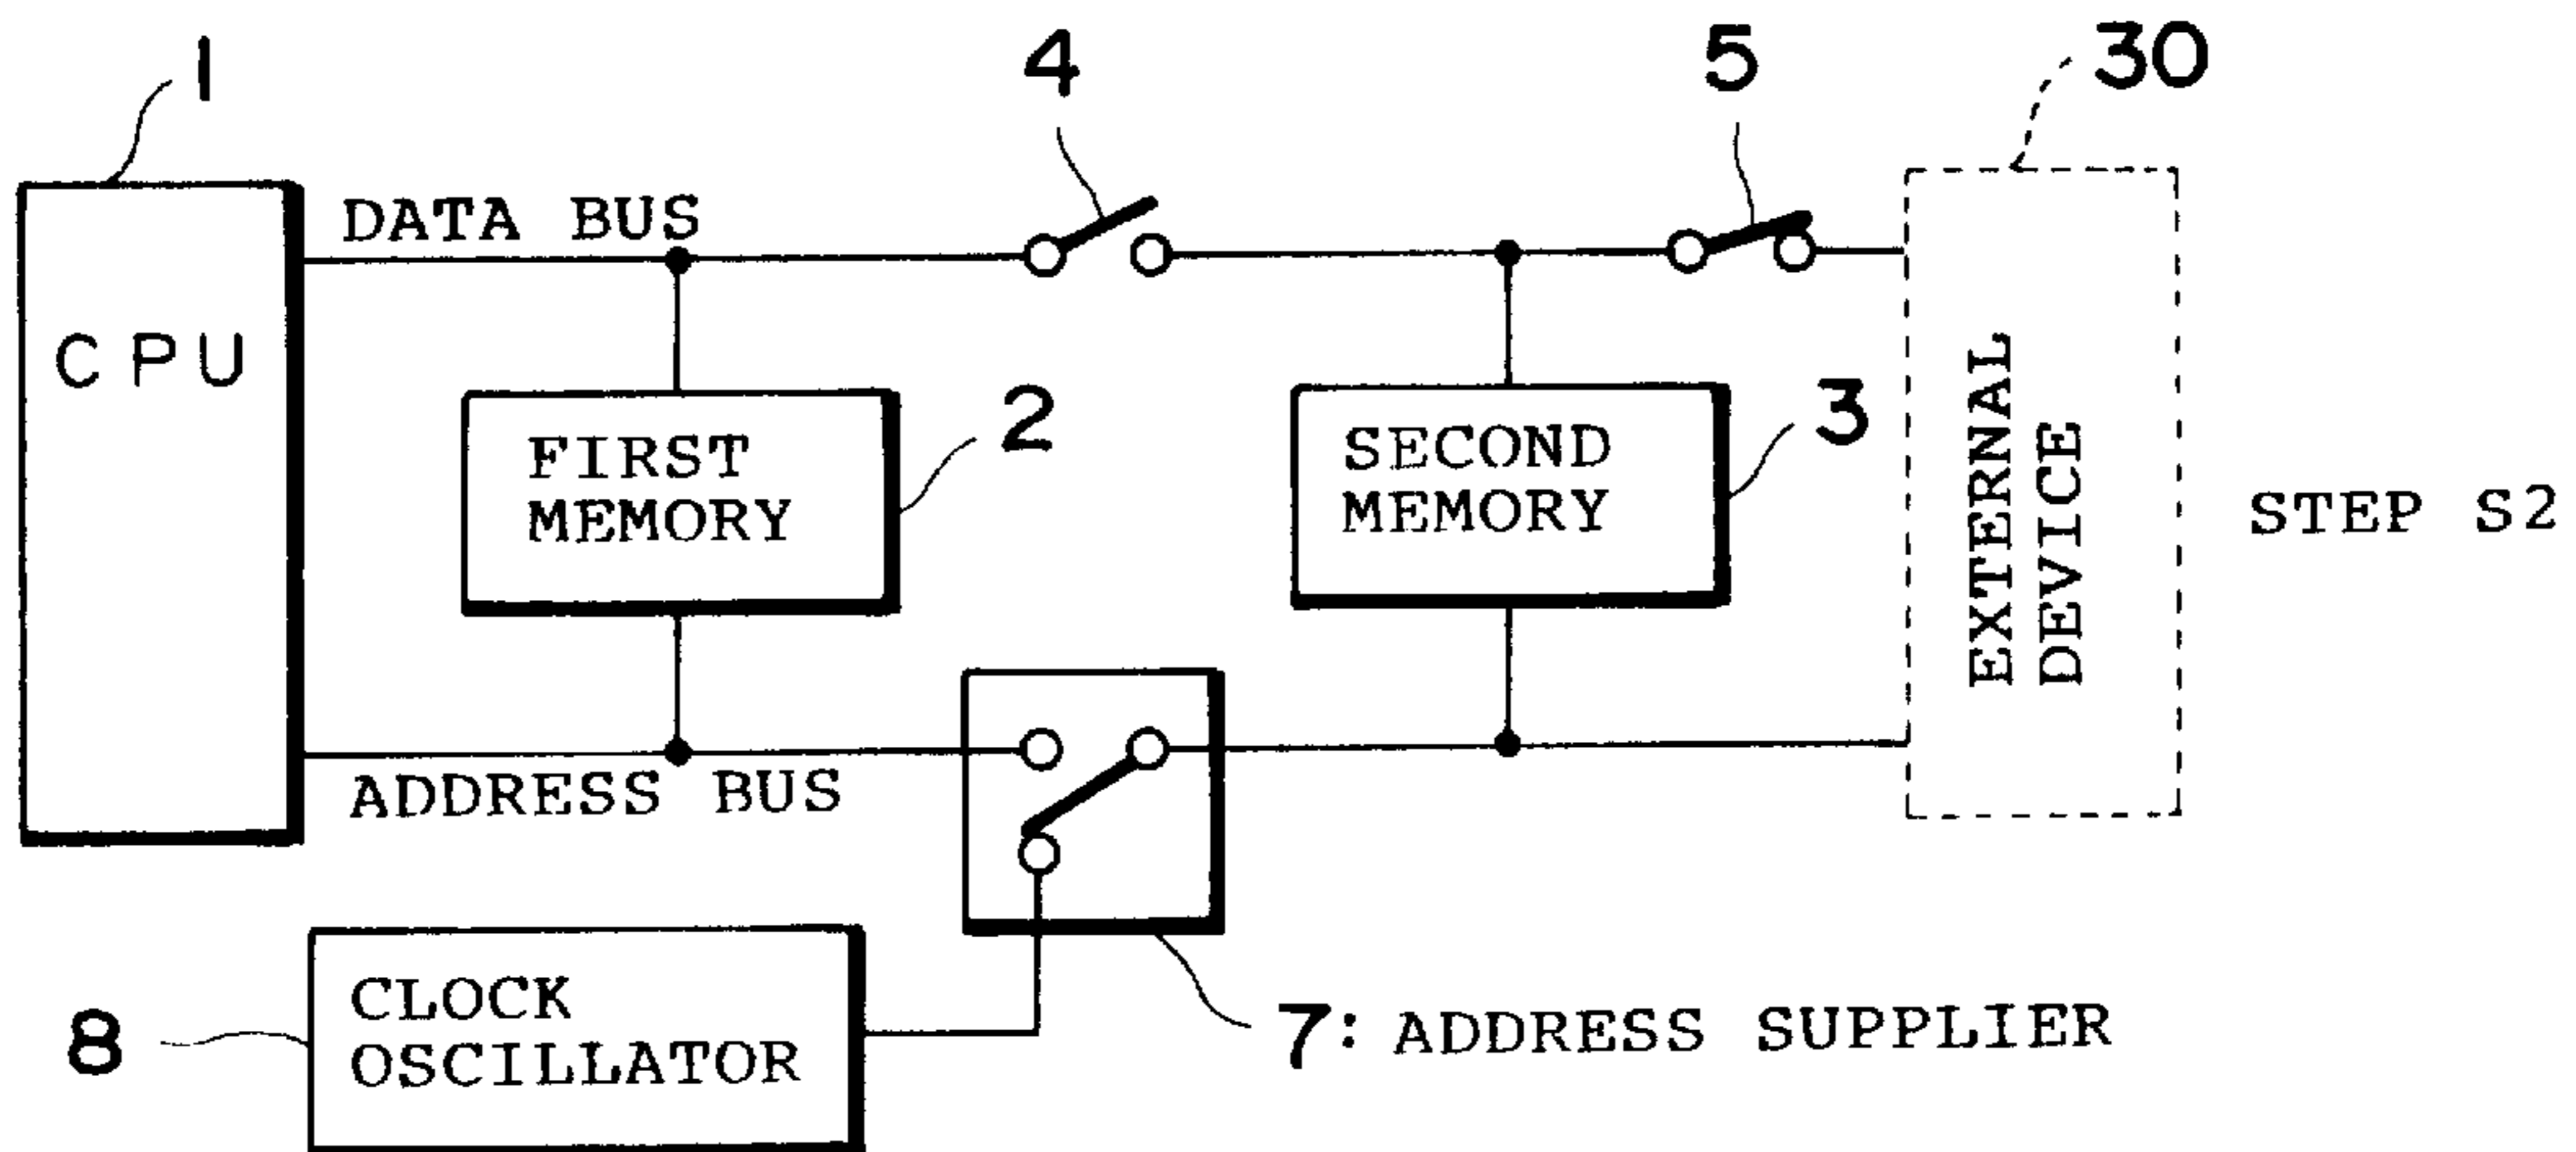 1
4
5
30
DATA BUS
CPU
FIRST
MEMORY
2
SECOND
MEMORY
3
EXTERNAL
DEVICE
STEP S2
ADDRESS BUS
CLOCK
OSCILLATOR
8
7: ADDRESS SUPPLIER